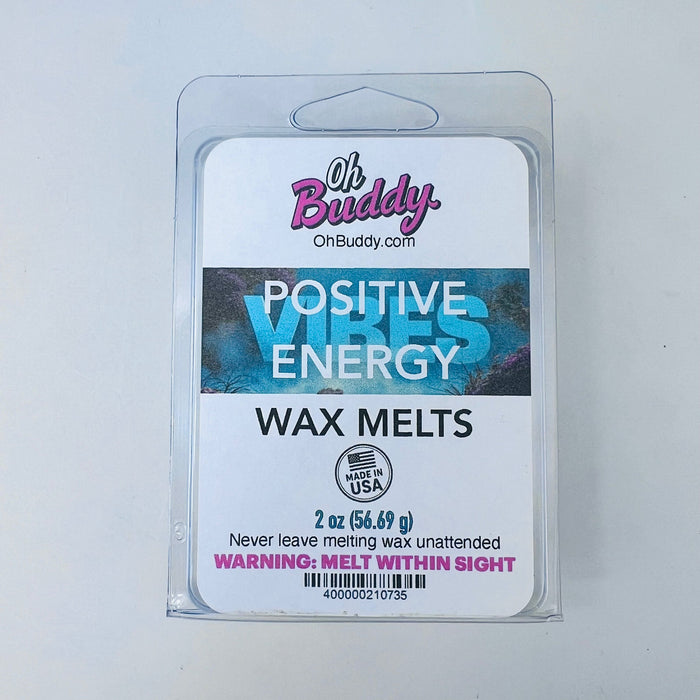 Oh
Buddy.
OhBuddy.com
POSITIVE
VIBES
ENERGY
WAX MELTS
MADE IN
USA
2 oz (56.69 g)
Never leave melting wax unattended
WARNING: MELT WITHIN SIGHT
400000210735